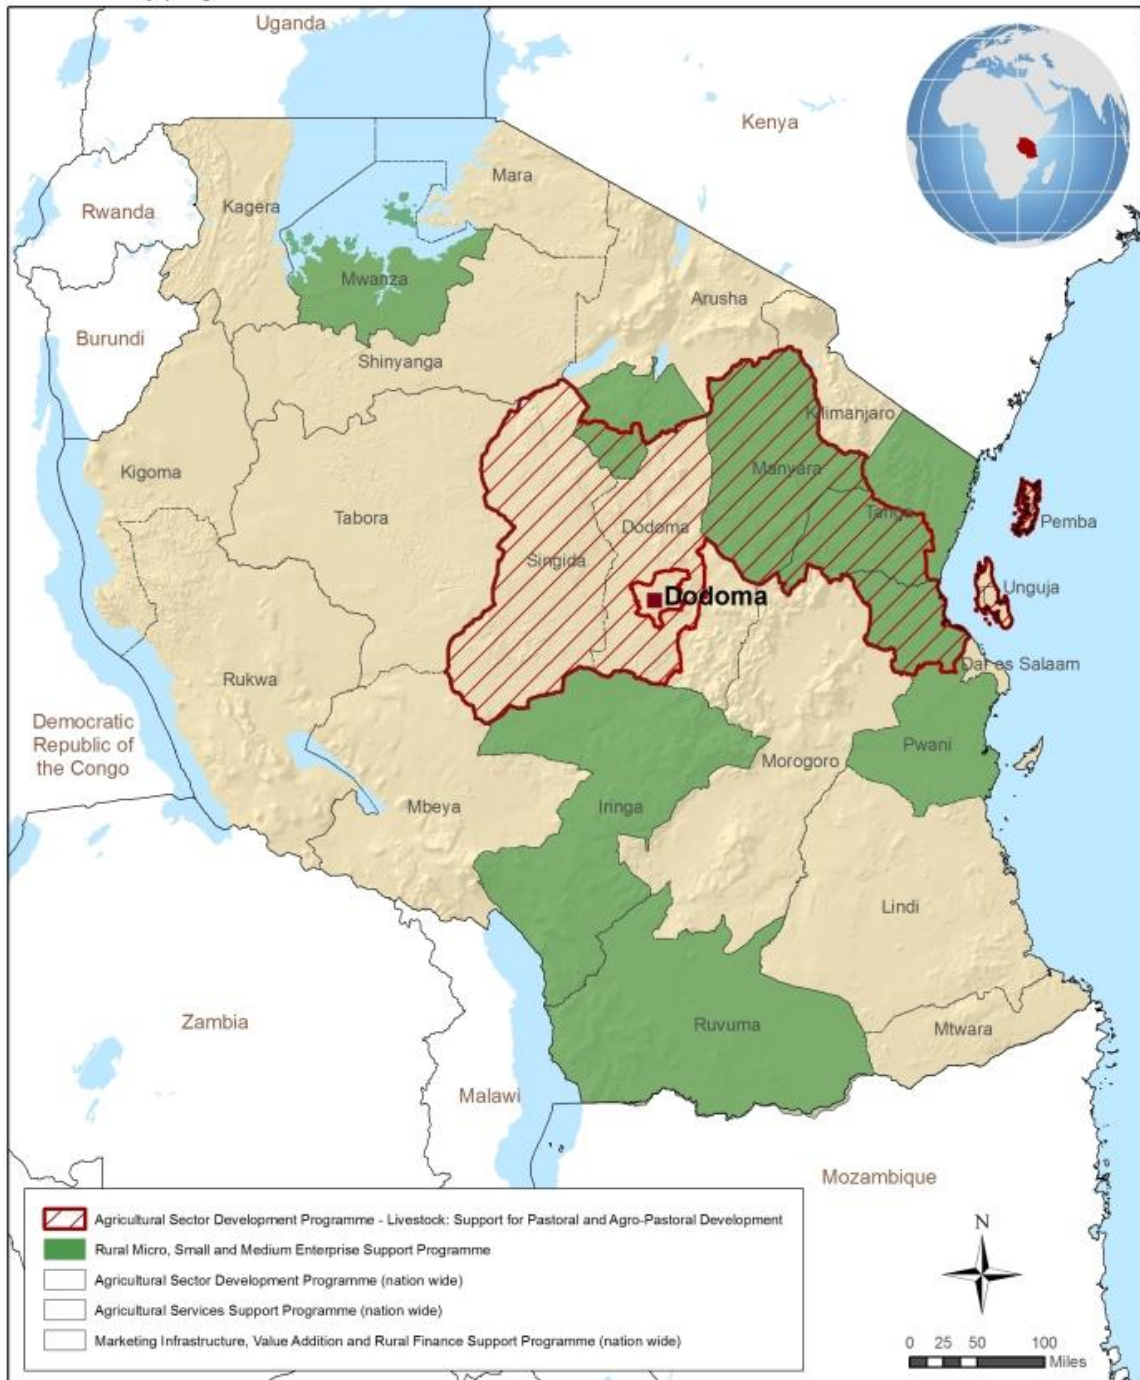 Uganda
Kenya
Mara
Rwanda
Kagera
Mwanza
Arusha
Burundi
Shinyanga
Kilimanjaro
Kigoma
Manyara
Tabora
Dodoma
Tanga
Pemba
Singida
Dodoma
Unguja
Dar es Salaam
Rukwa
Democratic
Republic of
the Congo
Pwani
Morogoro
Mbeya
Iringa
Lindi
Zambia
Ruvuma
Mtwara
Malawi
Mozambique
Agricultural Sector Development Programme - Livestock: Support for Pastoral and Agro-Pastoral Development
Rural Micro, Small and Medium Enterprise Support Programme
Agricultural Sector Development Programme (nation wide)
Agricultural Services Support Programme (nation wide)
Marketing Infrastructure, Value Addition and Rural Finance Support Programme (nation wide)
N
0 25 50 100
Miles